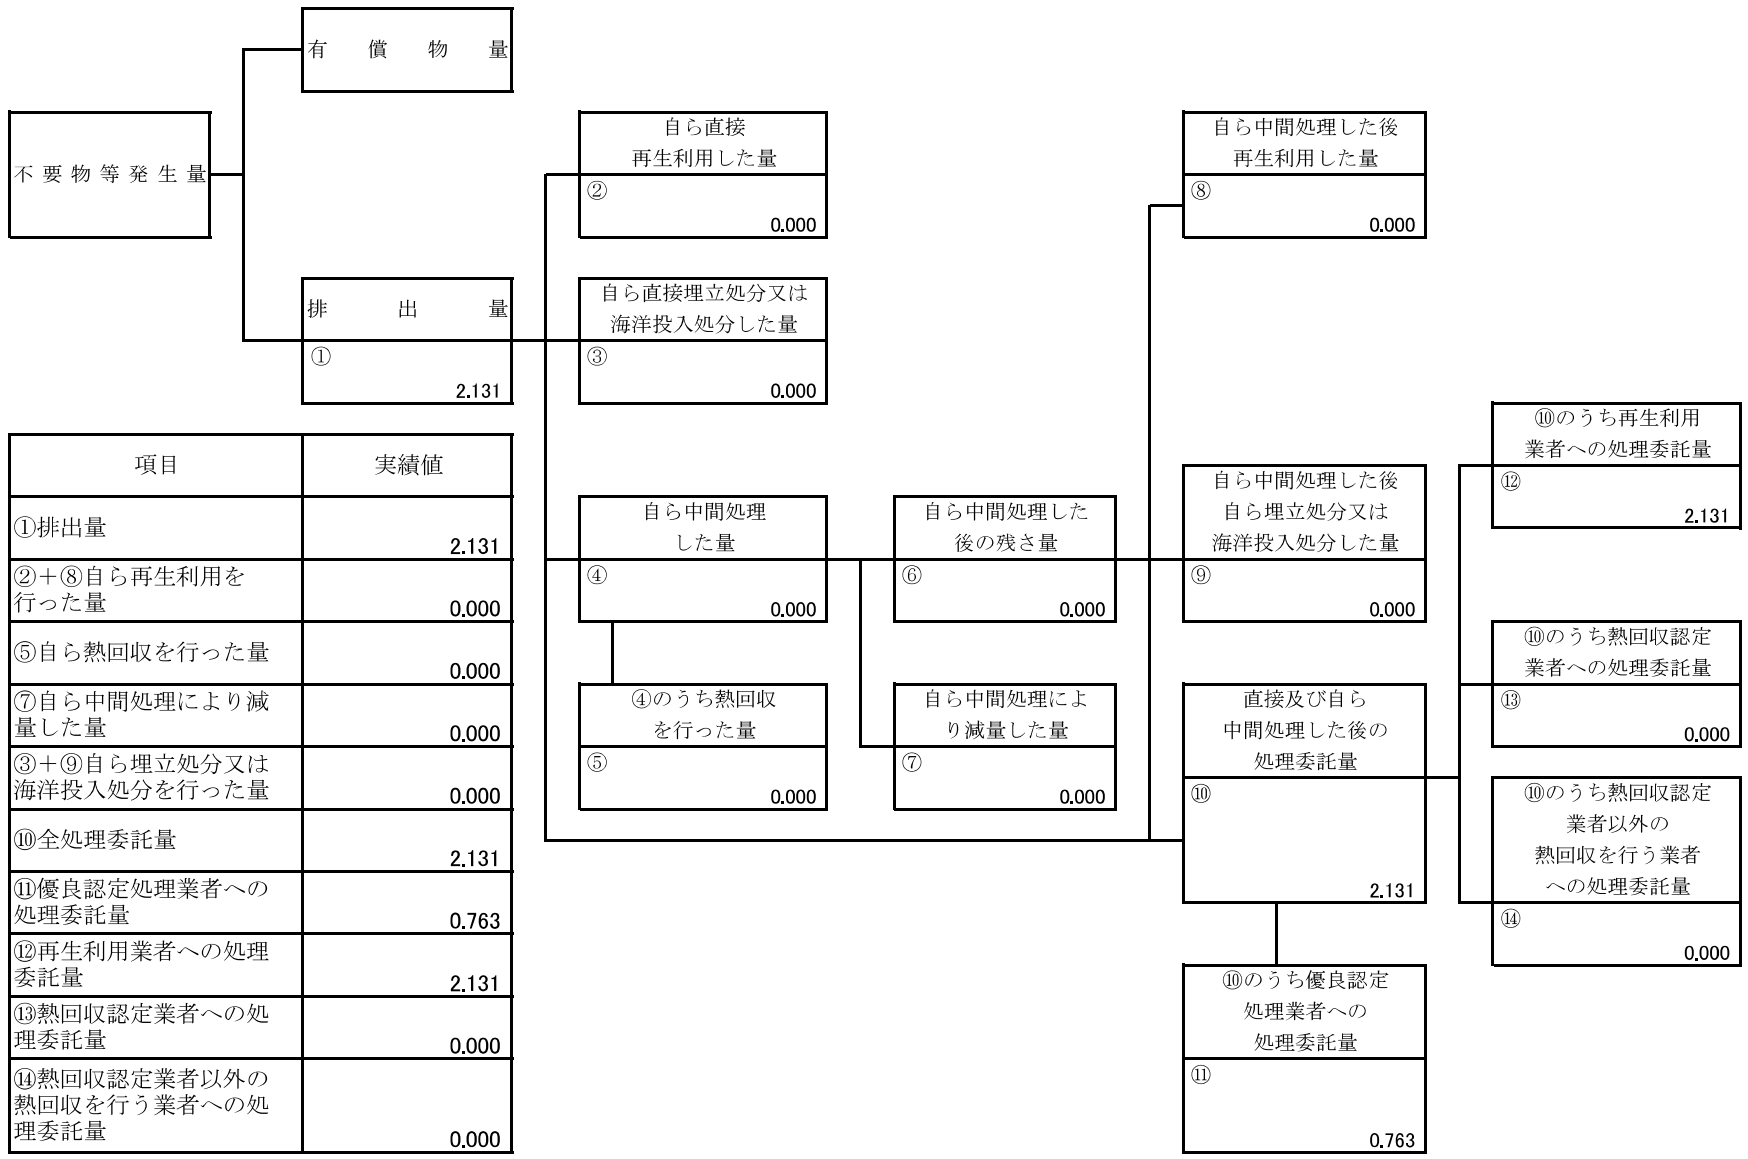 有償物量
不要物等発生量
排出量
①
2.131
自ら直接
再生利用した量
②
0.000
自ら直接埋立処分又は
海洋投入処分した量
③
0.000
自ら中間処理した後
再生利用した量
⑧
0.000
項目 実績値
①排出量
2.131
②＋⑧自ら再生利用を
行った量
0.000
⑤自ら熱回収を行った量
0.000
⑦自ら中間処理により減
量した量
0.000
③＋⑨自ら埋立処分又は
海洋投入処分を行った量
0.000
⑩全処理委託量
2.131
⑪優良認定処理業者への
処理委託量
0.763
⑫再生利用業者への処理
委託量
2.131
⑬熱回収認定業者への処
理委託量
0.000
⑭熱回収認定業者以外の
熱回収を行う業者への処
理委託量
0.000
自ら中間処理
した量
④
0.000
④のうち熱回収
を行った量
⑤
0.000
自ら中間処理した
後の残さ量
⑥
0.000
自ら中間処理によ
り減量した量
⑦
0.000
自ら中間処理した後
自ら埋立処分又は
海洋投入処分した量
⑨
0.000
直接及び自ら
中間処理した後の
処理委託量
⑩
2.131
⑩のうち優良認定
処理業者への
処理委託量
⑪
0.763
⑩のうち再生利用
業者への処理委託量
⑫
2.131
⑩のうち熱回収認定
業者への処理委託量
⑬
0.000
⑩のうち熱回収認定
業者以外の
熱回収を行う業者
への処理委託量
⑭
0.000